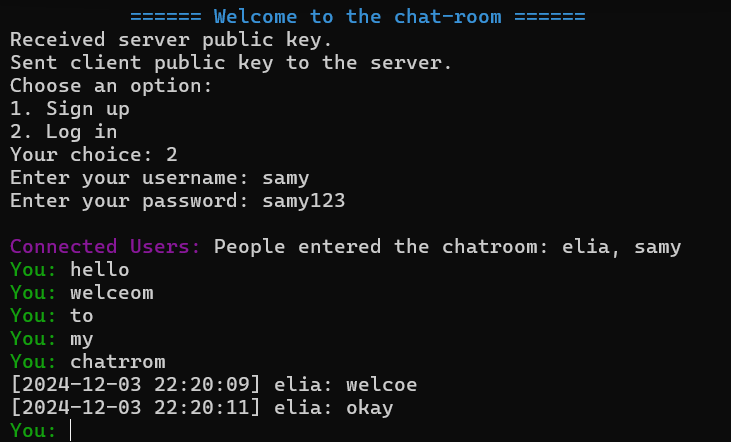 ====== Welcome to the chat-room ======
Received server public key.
Sent client public key to the server.
Choose an option:
1. Sign up
2. Log in
Your choice: 2
Enter your username: samy
Enter your password: samy123
Connected Users: People entered the chatroom: elia, samy
You: hello
You: welceom
You: to
You: my
You: chatrrom
[2024-12-03 22:20:09] elia: welcoe
[2024-12-03 22:20:11] elia: okay
You: